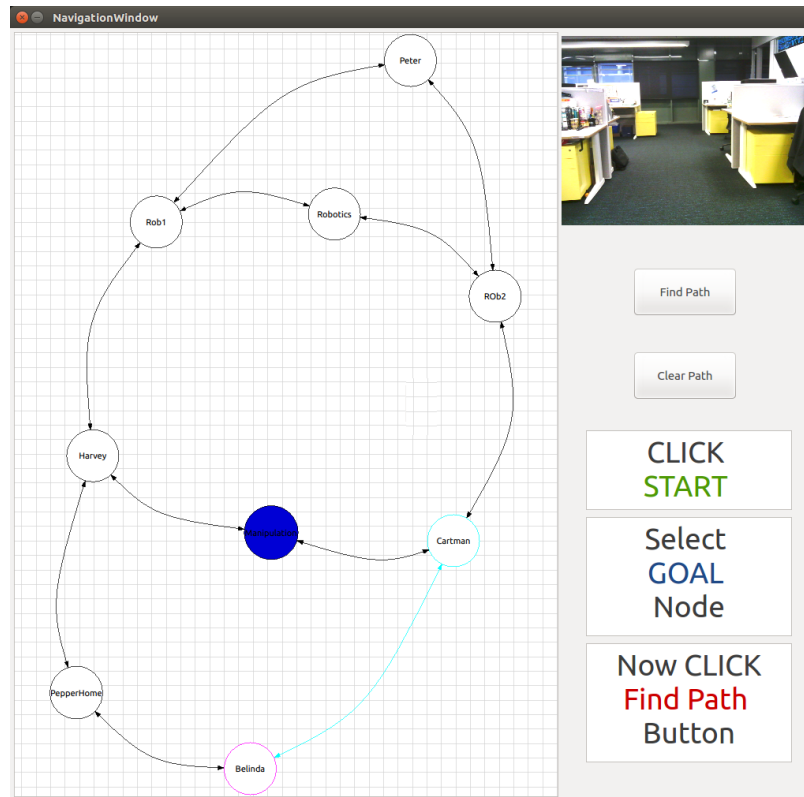 NavigationWindow
Peter
Rob1
Robotics
ROb2
Harvey
Cartman
PepperHome
Belinda
Find Path
Clear Path
CLICK
START
Select
GOAL
Node
Now CLICK
Find Path
Button